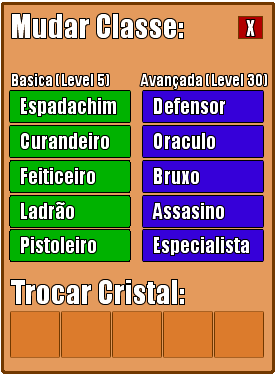 Mudar Classe: X
Basica (Level 5) Avançada (Level 30)
Espadachim Defensor
Curandeiro Oraculo
Feiticeiro Bruxo
Ladrão Assasino
Pistoleiro Especialista
Trocar Cristal: